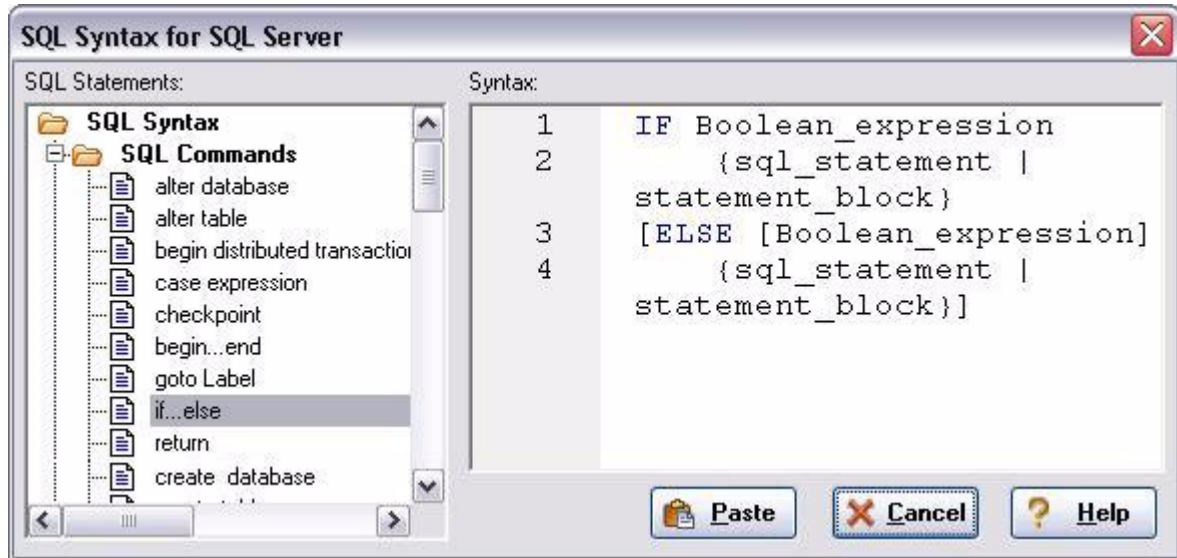 SQL Syntax for SQL Server
SQL Statements:
SQL Syntax
SQL Commands
alter database
alter table
begin distributed
case expression
checkpoint
begin...end
goto Label
if...else
return
create database
Syntax:
1 IF Boolean_expression
2 {sql_statement |
statement_block}
3 [ELSE [Boolean_expression]
4 {sql_statement |
statement_block}]
Paste
Cancel
Help